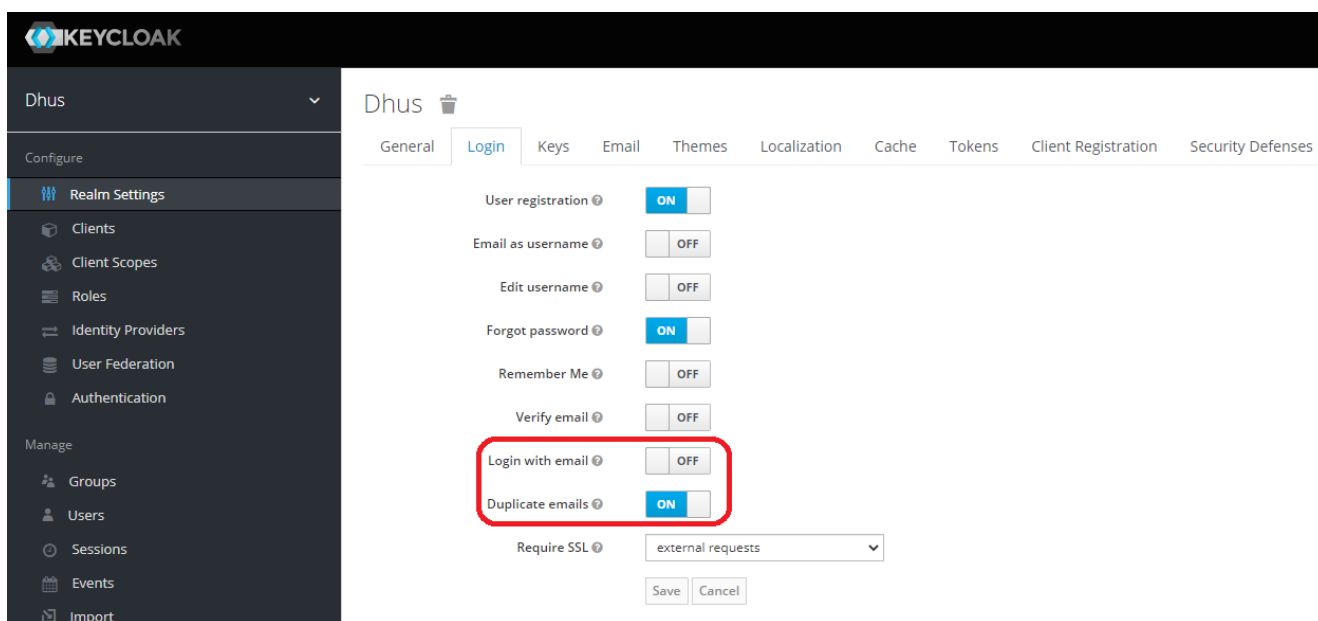 KEYCLOAK
Dhus
Configure
Realm Settings
Clients
Client Scopes
Roles
Identity Providers
User Federation
Authentication
Manage
Groups
Users
Sessions
Events
Import
Dhus
General Login Keys Email Themes Localization Cache Tokens Client Registration Security Defenses
User registration ON
Email as username OFF
Edit username OFF
Forgot password ON
Remember Me OFF
Verify email OFF
Login with email OFF
Duplicate emails ON
Require SSL external requests
Save Cancel